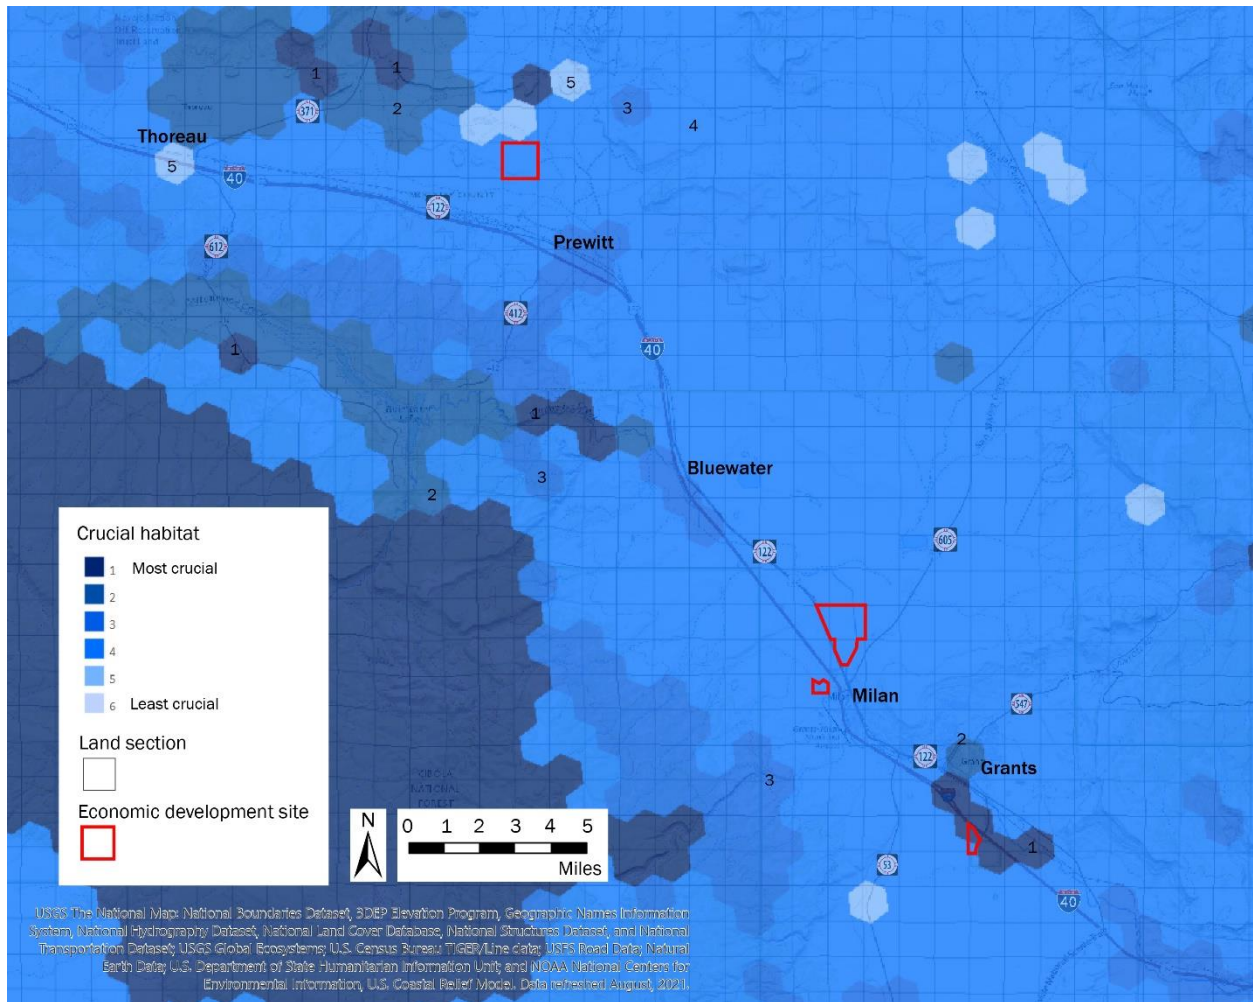 1
1
5
2
371
3
4
Thoreau
5
40
122
Prewitt
612
412
1
40
1
Bluewater
3
2
Crucial habitat
1 Most crucial
2
3
4
5
6 Least crucial
Land section
Economic development site
122
605
Milan
547
2
122
Grants
3
1
53
40
CIBOLA
NATIONAL
FOREST
N
0 1 2 3 4 5
Miles
USGS The National Map: National Boundaries Dataset, 3DEP Elevation Program, Geographic Names Information
System, National Hydrography Dataset, National Land Cover Database, National Structures Dataset, and National
Transportation Dataset; USGS Global Ecosystems; U.S. Census Bureau TIGER/Line data; USFS Road Data; Natural
Earth Data; U.S. Department of State Humanitarian Information Unit; and NOAA National Centers for
Environmental Information, U.S. Coastal Relief Model. Data refreshed August, 2021.